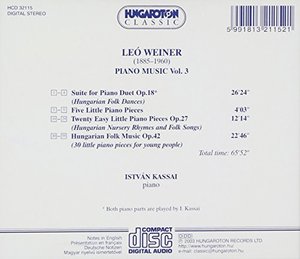 HCD 32115
DIGITAL STEREO
HUNGAROTON
CLASSIC
5991813211521
LEÓ WEINER
(1885–1960)
PIANO MUSIC Vol. 3
Suite for Piano Duet Op.18* 26'24"
(Hungarian Folk Dances)
Five Little Piano Pieces 4'03"
Twenty Easy Little Piano Pieces Op.27 12'14"
(Hungarian Nursery Rhymes and Folk Songs)
Hungarian Folk Music Op.42 22'46"
(30 little piano pieces for young people)
Total time: 65'52"
ISTVÁN KASSAI
piano
* Both piano parts are played by I. Kassai
Notes in English
Présentation en français
Deutsche Notizen
Magyar nyelvű ismertető
COMPACT
disc
DIGITAL AUDIO
DDD
© 2003 HUNGAROTON RECORDS LTD.